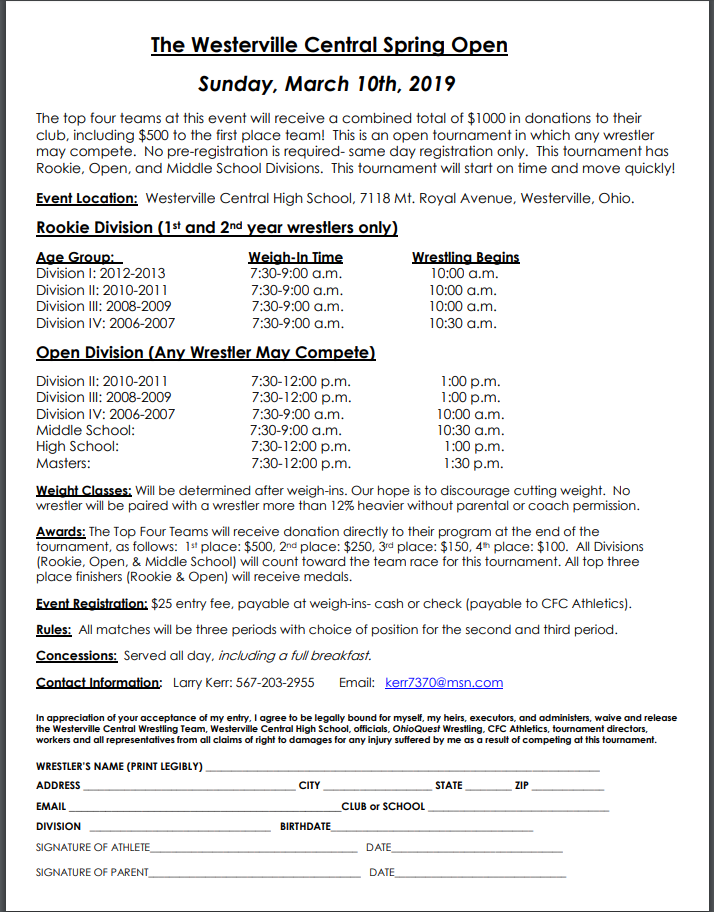 The Westerville Central Spring Open
Sunday, March 10th, 2019
The top four teams at this event will receive a combined total of $1000 in donations to their
club, including $500 to the first place team! This is an open tournament in which any wrestler
may compete. No pre-registration is required- same day registration only. This tournament has
Rookie, Open, and Middle School Divisions. This tournament will start on time and move quickly!
Event Location: Westerville Central High School, 7118 Mt. Royal Avenue, Westerville, Ohio.
Rookie Division (1st and 2nd year wrestlers only)
Age Group: Weigh-In Time Wrestling Begins
Division I: 2012-2013 7:30-9:00 a.m. 10:00 a.m.
Division II: 2010-2011 7:30-9:00 a.m. 10:00 a.m.
Division III: 2008-2009 7:30-9:00 a.m. 10:00 a.m.
Division IV: 2006-2007 7:30-9:00 a.m. 10:30 a.m.
Open Division (Any Wrestler May Compete)
Division II: 2010-2011 7:30-12:00 p.m. 1:00 p.m.
Division III: 2008-2009 7:30-12:00 p.m. 1:00 p.m.
Division IV: 2006-2007 7:30-9:00 a.m. 10:00 a.m.
Middle School: 7:30-9:00 a.m. 10:30 a.m.
High School: 7:30-12:00 p.m. 1:00 p.m.
Masters: 7:30-12:00 p.m. 1:30 p.m.
Weight Classes: Will be determined after weigh-ins. Our hope is to discourage cutting weight. No
wrestler will be paired with a wrestler more than 12% heavier without parental or coach permission.
Awards: The Top Four Teams will receive donation directly to their program at the end of the
tournament, as follows: 1st place: $500, 2nd place: $250, 3rd place: $150, 4th place: $100. All Divisions
(Rookie, Open, & Middle School) will count toward the team race for this tournament. All top three
place finishers (Rookie & Open) will receive medals.
Event Registration: $25 entry fee, payable at weigh-ins- cash or check (payable to CFC Athletics).
Rules: All matches will be three periods with choice of position for the second and third period.
Concessions: Served all day, including a full breakfast.
Contact Information: Larry Kerr: 567-203-2955 Email: kerr7370@msn.com
In appreciation of your acceptance of my entry, I agree to be legally bound for myself, my heirs, executors, and administers, waive and release
the Westerville Central Wrestling Team, Westerville Central High School, officials, OhioQuest Wrestling, CFC Athletics, tournament directors,
workers and all representatives from all claims of right to damages for any injury suffered by me as a result of competing at this tournament.
WRESTLER'S NAME (PRINT LEGIBLY) ____________________
ADDRESS ____________________ CITY ____________________ STATE ________ ZIP ____________
EMAIL ____________________CLUB or SCHOOL ____________________
DIVISION ____________________ BIRTHDATE____________________
SIGNATURE OF ATHLETE____________________ DATE____________________
SIGNATURE OF PARENT____________________ DATE____________________